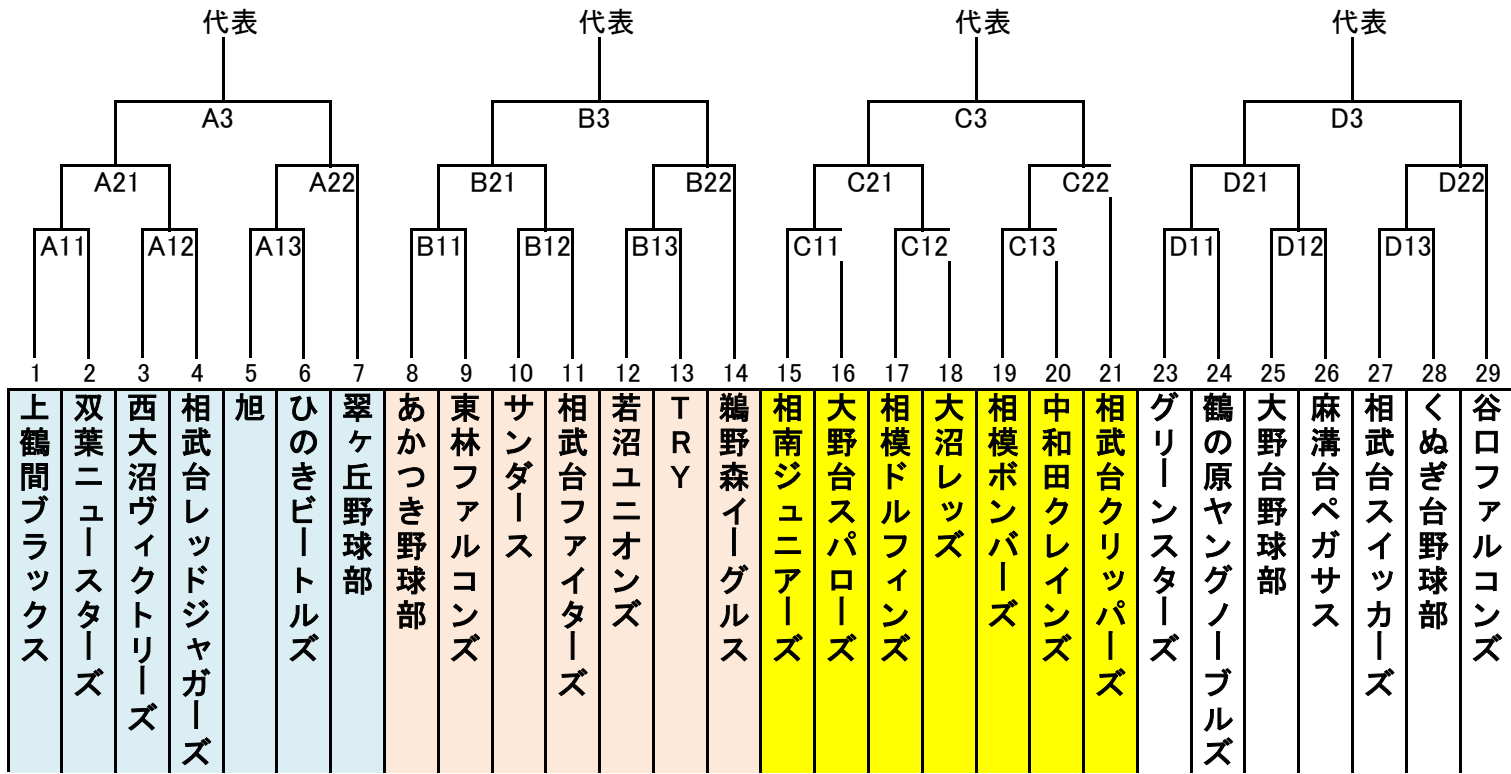 代表 代表 代表 代表
A3 B3 C3 D3
A21 A22 B21 B22 C21 C22 D21 D22
A11 A12 A13 B11 B12 B13 C11 C12 C13 D11 D12 D13
1 2 3 4 5 6 7 8 9 10 11 12 13 14 15 16 17 18 19 20 21 23 24 25 26 27 28 29
上鶴間ブラックス
双葉ニュースターズ
西大沼ヴィクトリーズ
相武台レッドジャガーズ
旭
ひのきビートルズ
翠ヶ丘野球部
あかつき野球部
東林ファルコンズ
サンダース
相武台ファイターズ
若沼ユニオンズ
TRY
鵜野森イーグルス
相南ジュニアーズ
大野台スパローズ
相模ドルフィンズ
大沼レッズ
相模ボンバーズ
中和田クレインズ
相武台クリッパーズ
グリーンスターズ
鶴の原ヤングノーブルズ
大野台野球部
麻溝台ペガサス
相武台スイッカーズ
くぬぎ台野球部
谷口ファルコンズ